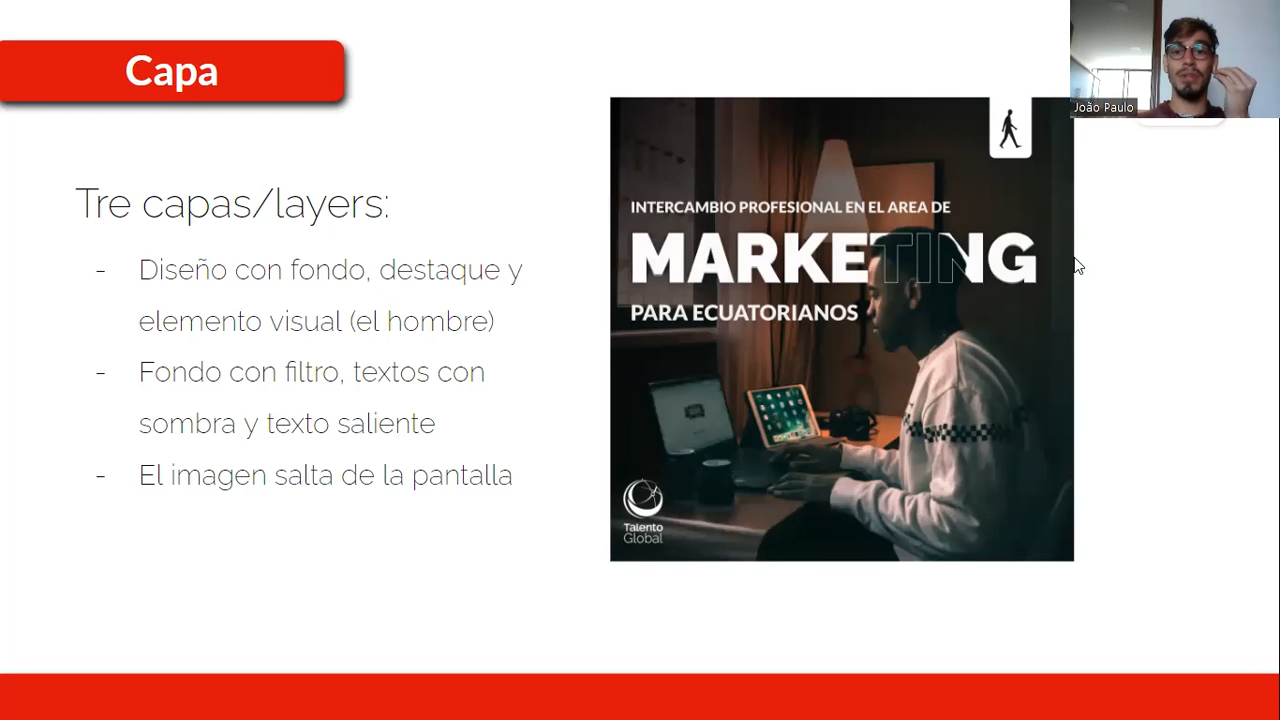 Capa
João Paulo
Tre capas/layers:
- Diseño con fondo, destaque y
elemento visual (el hombre)
- Fondo con filtro, textos con
sombra y texto saliente
- El imagen salta de la pantalla
INTERCAMBIO PROFESIONAL EN EL AREA DE
MARKETING
PARA ECUATORIANOS
Talento
Global